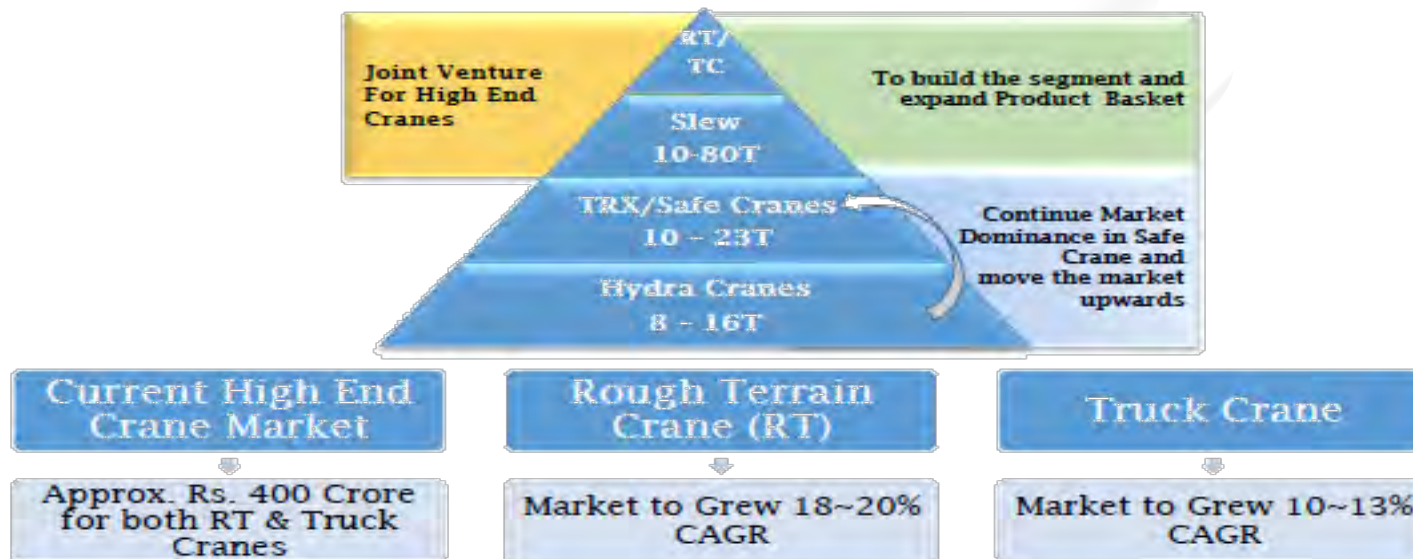 RT/
TC
Joint Venture
For High End
Cranes
To build the segment and
expand Product Basket
Slew
10-80T
TRX/Safe Cranes
10 – 23T
Continue Market
Dominance in Safe
Crane and
move the market
upwards
Hydra Cranes
8 – 16T
Current High End
Crane Market
Rough Terrain
Crane (RT)
Truck Crane
Approx. Rs. 400 Crore
for both RT & Truck
Cranes
Market to Grew 18~20%
CAGR
Market to Grew 10~13%
CAGR